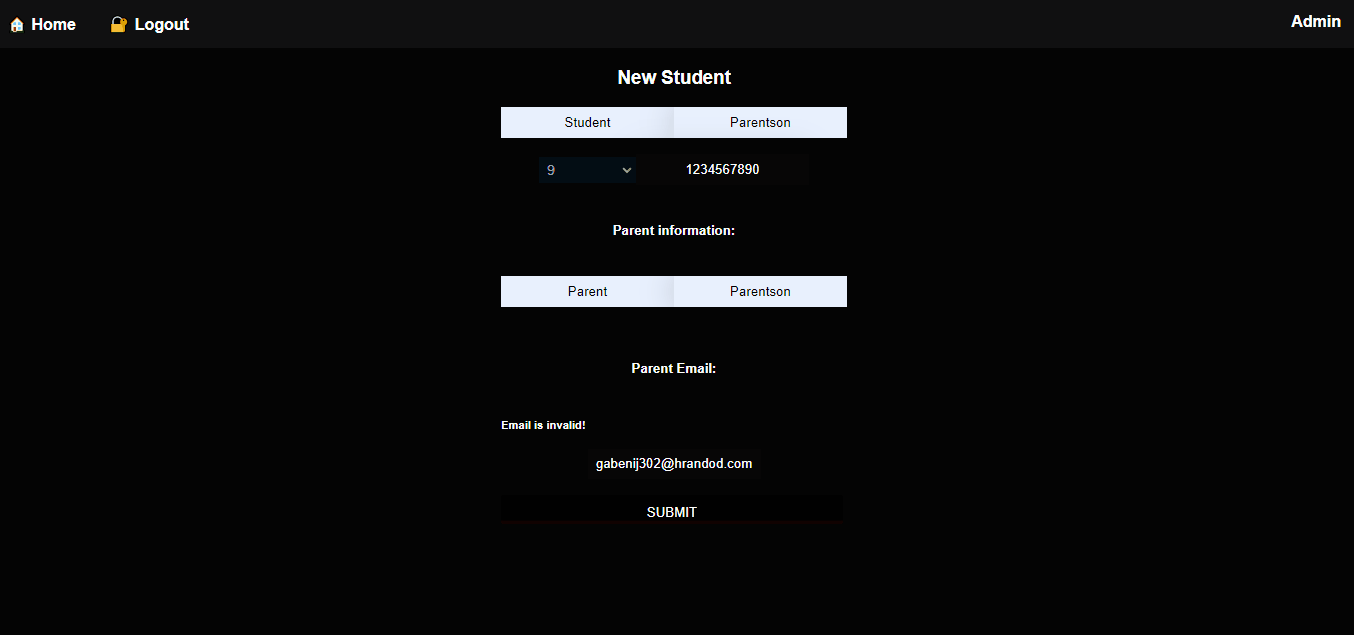 Home Logout Admin
New Student
Student Parentson
9 1234567890
Parent information:
Parent Parentson
Parent Email:
Email is invalid!
gabenij302@hrandod.com
SUBMIT